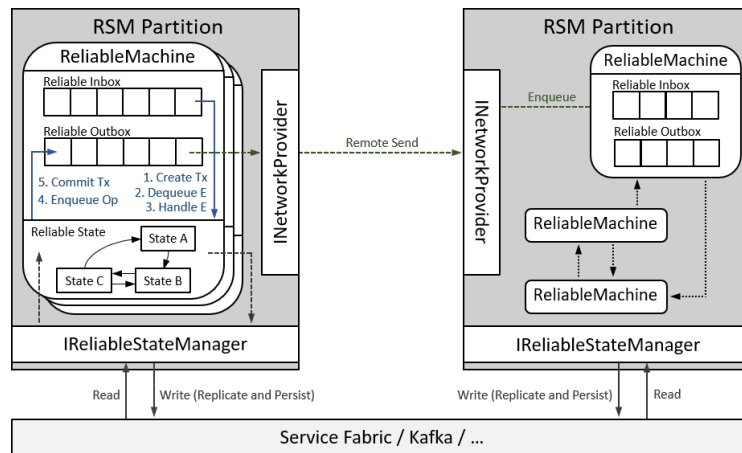 RSM Partition
ReliableMachine
Reliable Inbox
Reliable Outbox
5. Commit Tx
4. Enqueue Op
1. Create Tx
2. Dequeue E
3. Handle E
Reliable State
State A
State C
State B
INetworkProvider
IReliableStateManager
Remote Send
RSM Partition
ReliableMachine
Reliable Inbox
Reliable Outbox
INetworkProvider
Enqueue
ReliableMachine
ReliableMachine
IReliableStateManager
Read
Write (Replicate and Persist)
Write (Replicate and Persist)
Read
Service Fabric / Kafka / ...